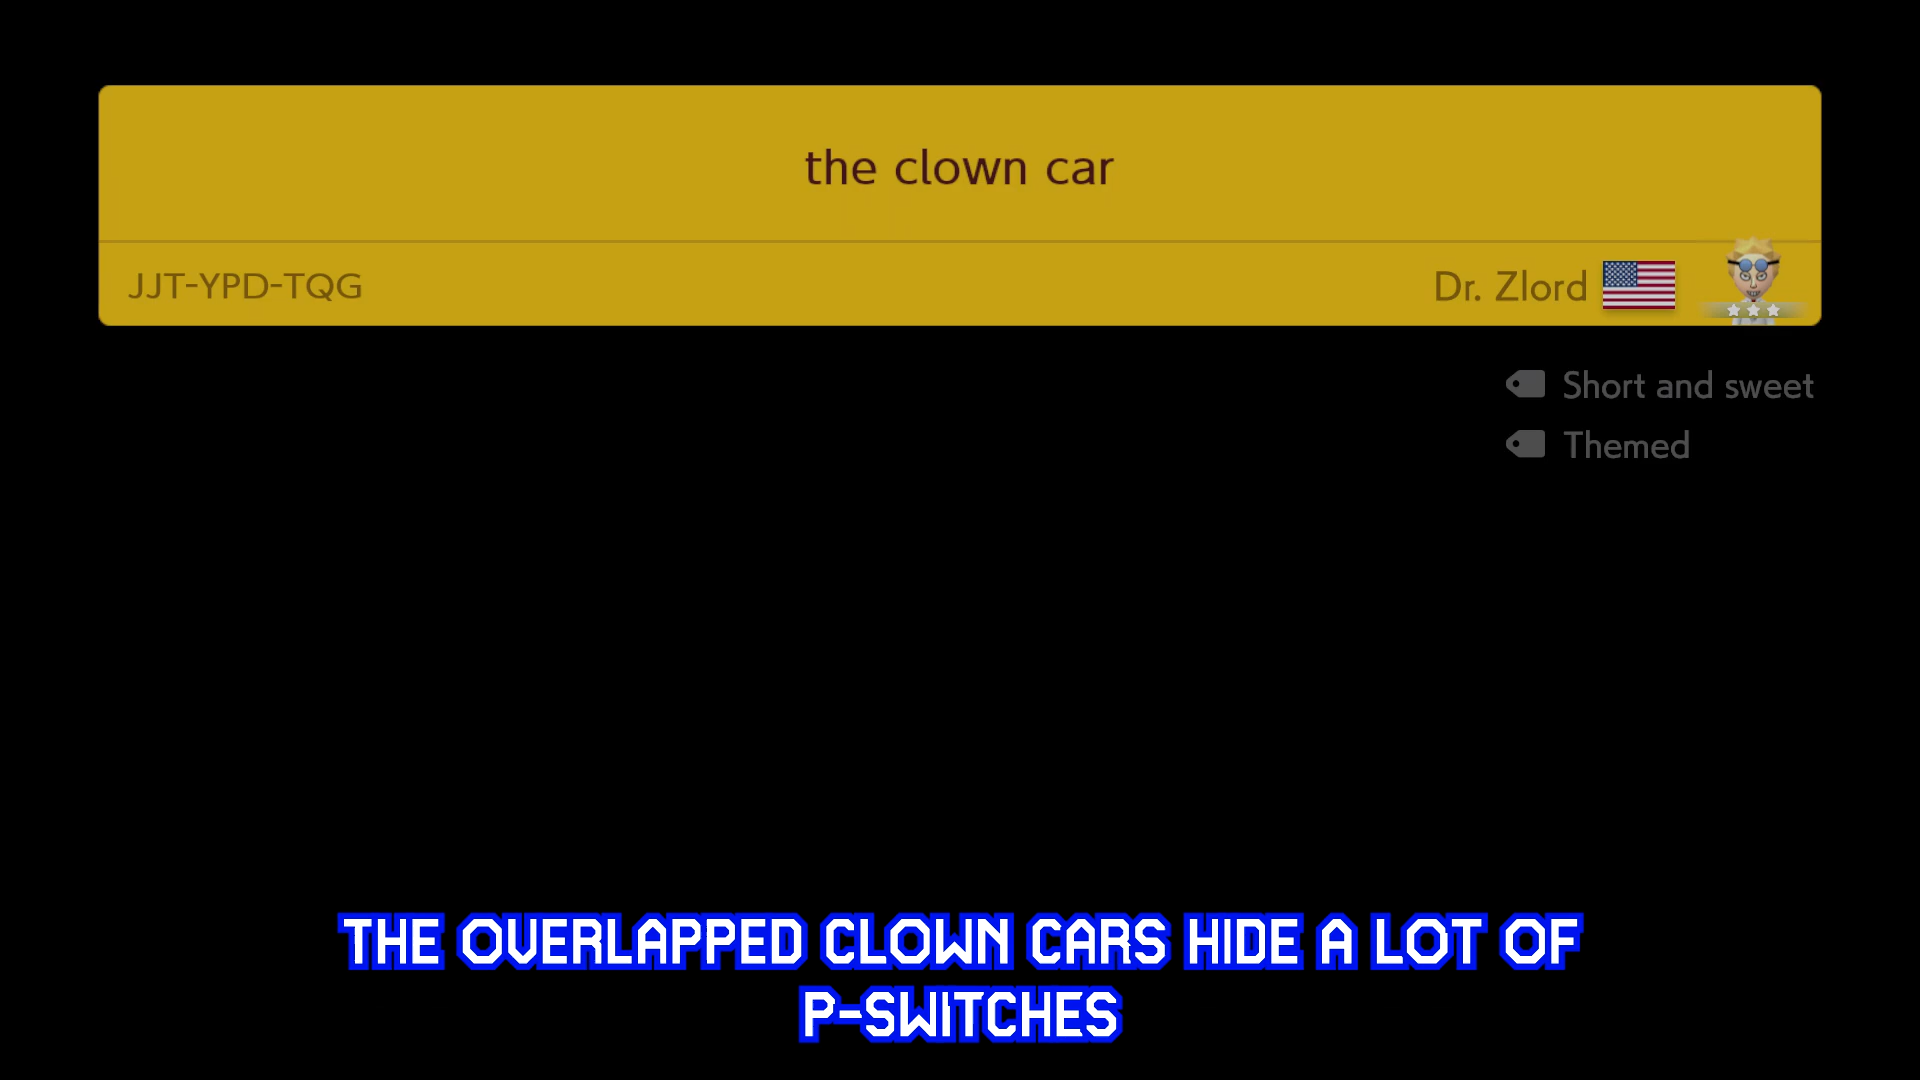 the clown car
JJT-YPD-TQG
Dr. Zlord
Short and sweet
Themed
THE OVERLAPPED CLOWN CARS HIDE A LOT OF
P-SWITCHES